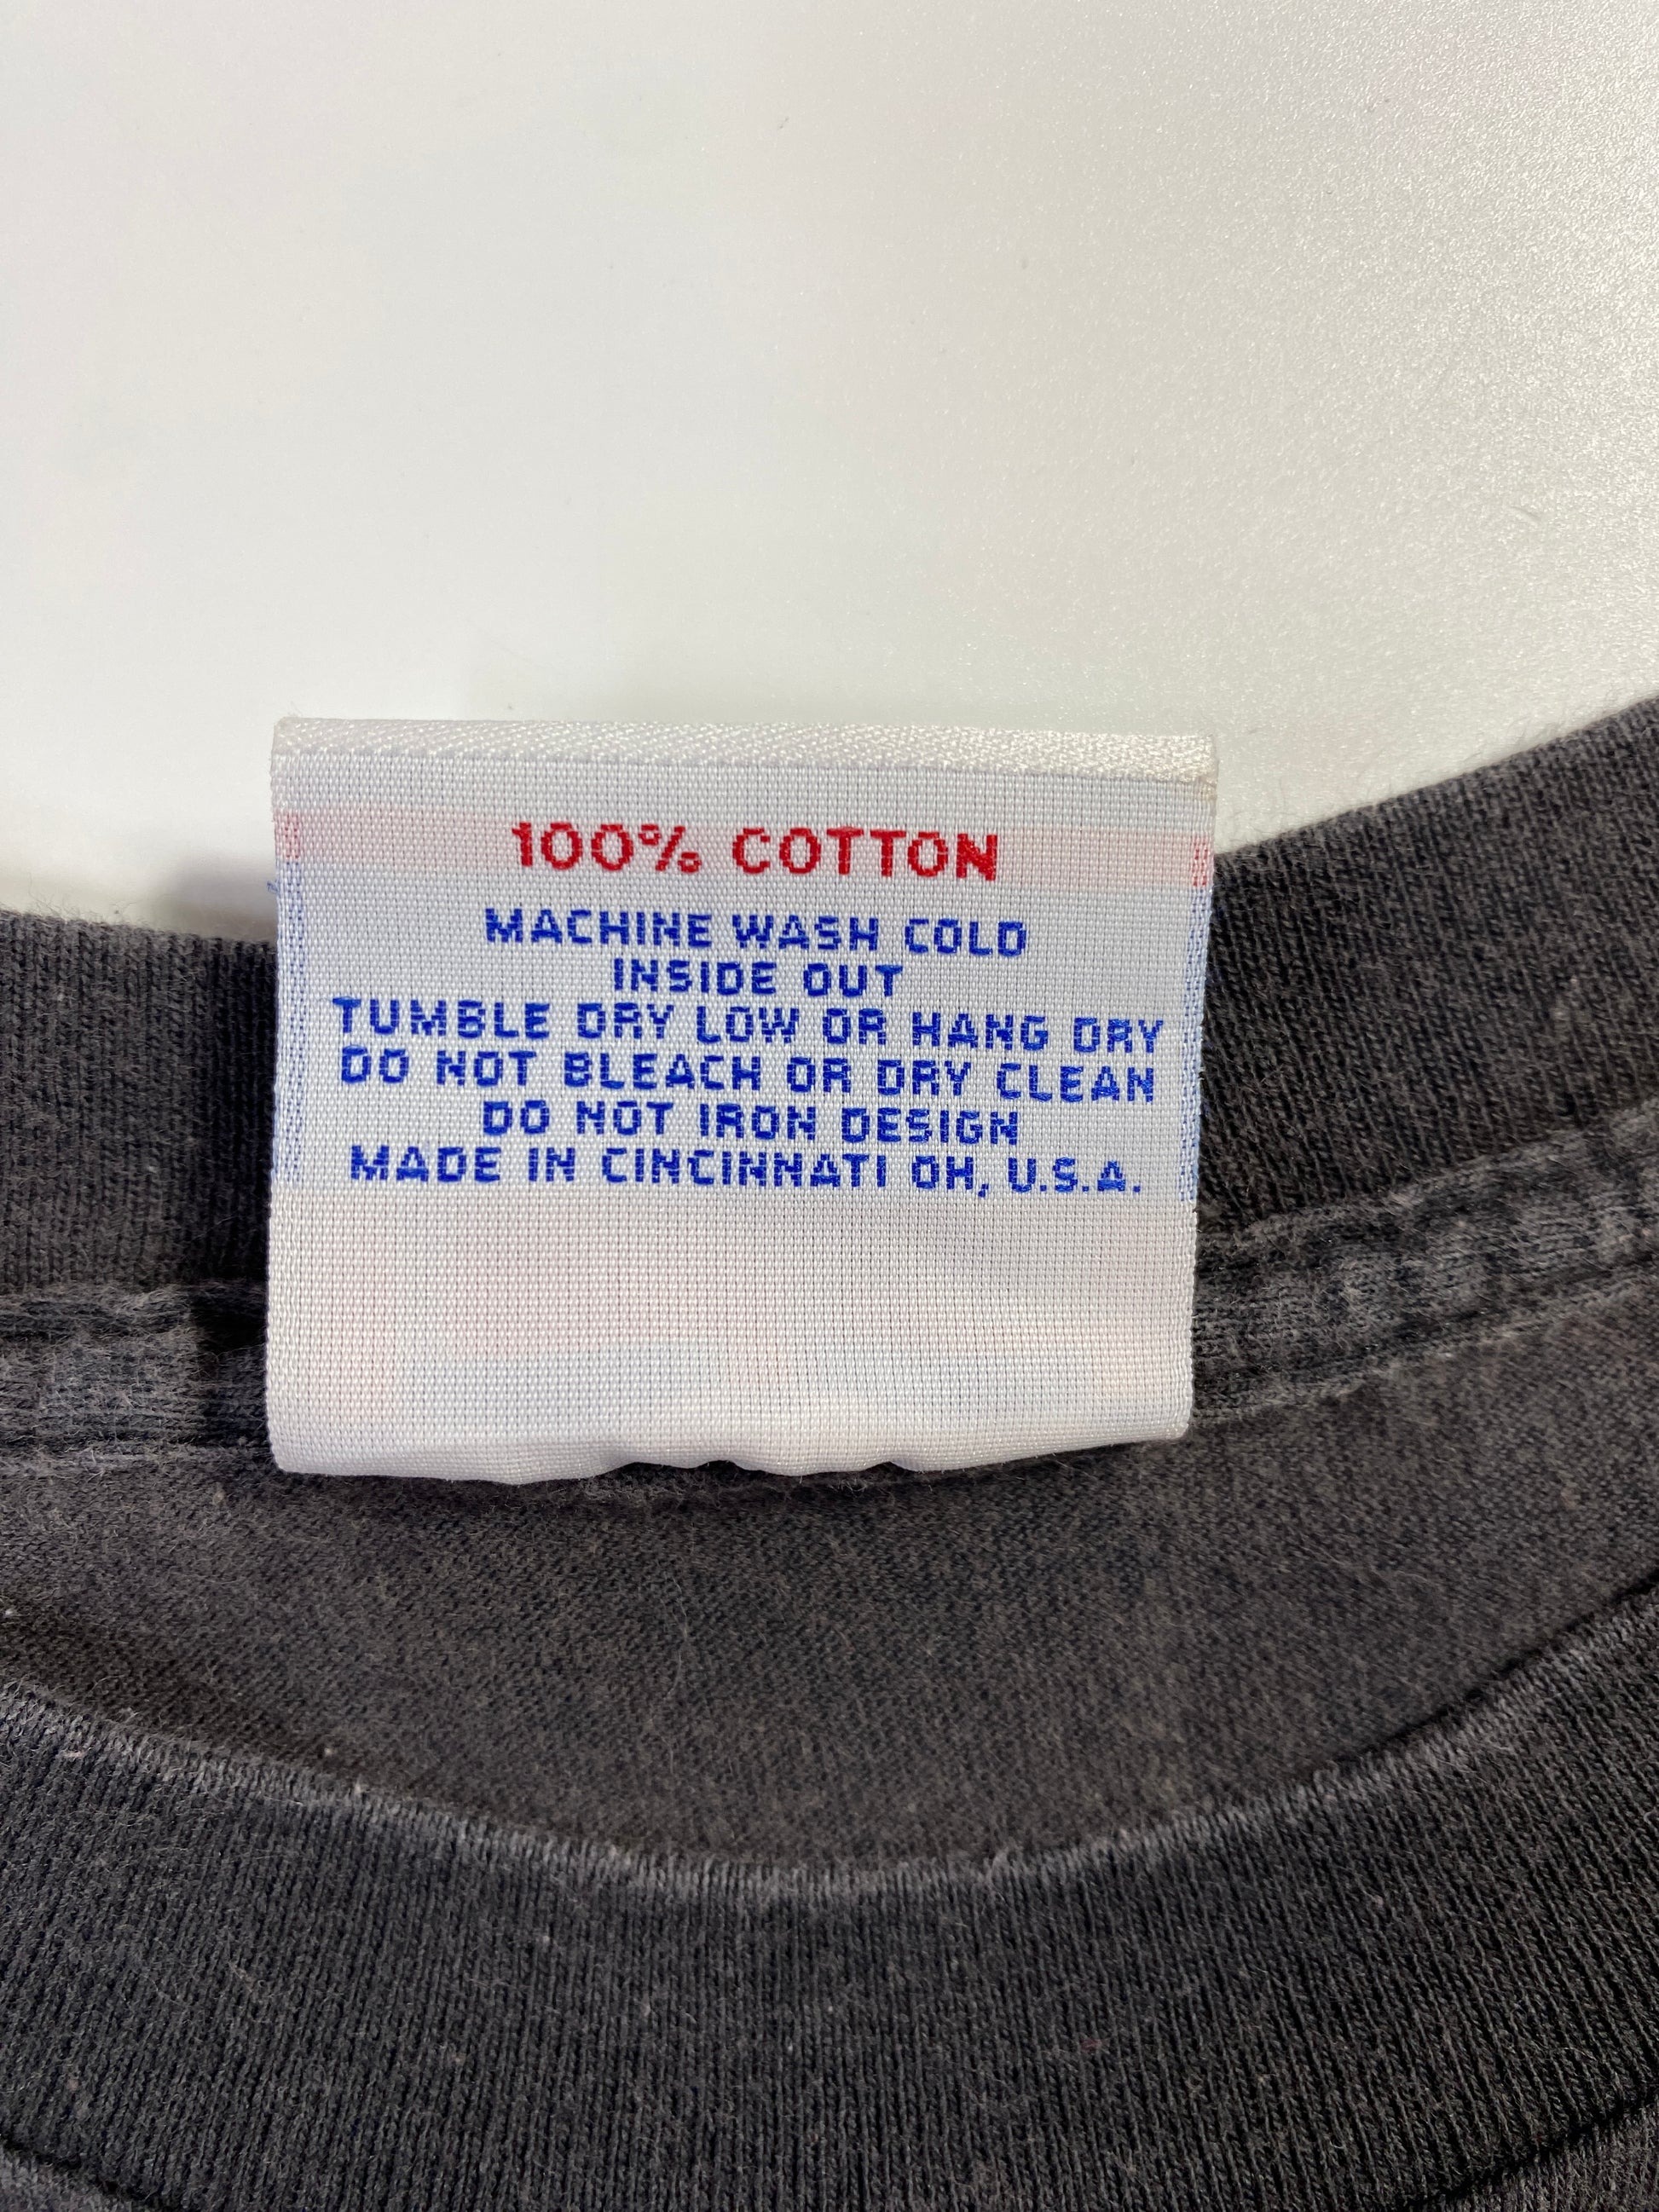 100% COTTON
MACHINE WASH COLD
INSIDE OUT
TUMBLE DRY LOW OR HANG DRY
DO NOT BLEACH OR DRY CLEAN
DO NOT IRON DESIGN
MADE IN CINCINNATI OH, U.S.A.